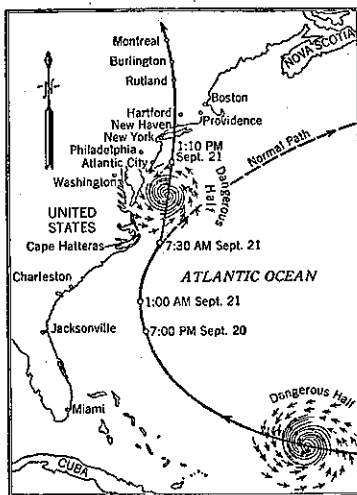 Montreal
Burlington
Rutland
NOVA SCOTIA
Boston
Hartford
Providence
New Haven
New York
1:10 PM
Sept. 21
Philadelphia
Atlantic City
Washington
Normal Path
Dangerous
Half
UNITED
STATES
Cape Hatteras
7:30 AM Sept. 21
ATLANTIC OCEAN
Charleston
1:00 AM Sept. 21
7:00 PM Sept. 20
Jacksonville
Dangerous Half
Miami
CUBA